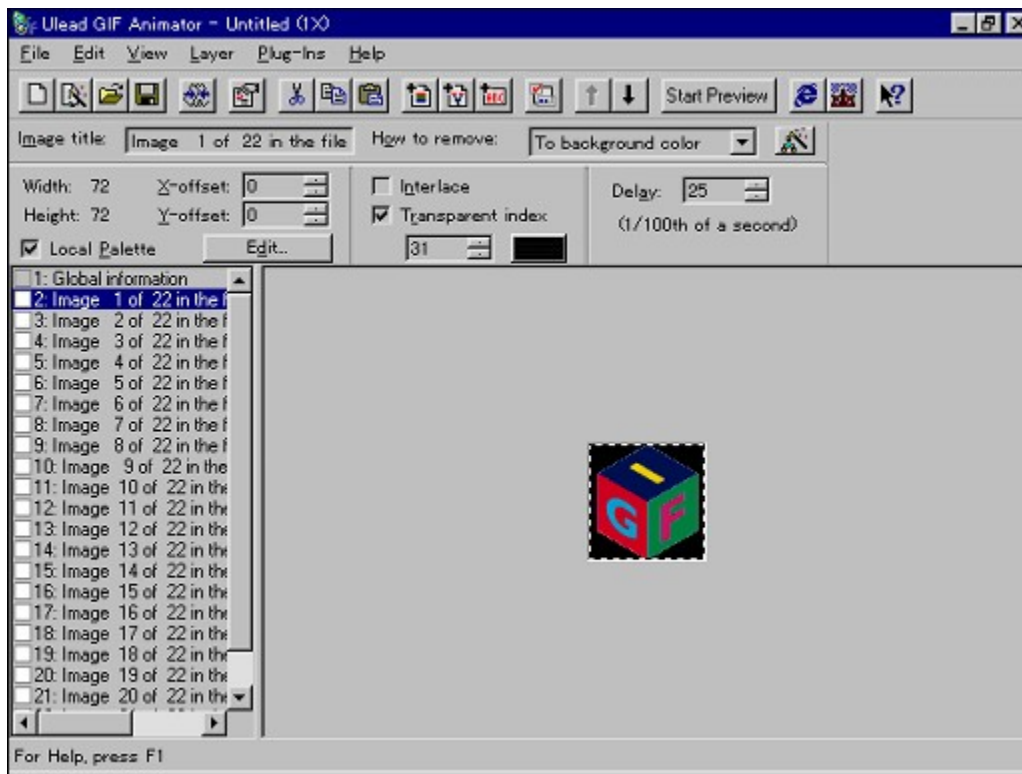 Ulead GIF Animator - Untitled (1X)
File Edit View Layer Plug-Ins Help
Start Preview
Image title: Image 1 of 22 in the file How to remove: To background color
Width: 72 X-offset: 0 Interlace Delay: 25
Height: 72 Y-offset: 0 Transparent index (1/100th of a second)
Local Palette Edit.. 31
1: Global information
2: Image 1 of 22 in the f
3: Image 2 of 22 in the f
4: Image 3 of 22 in the f
5: Image 4 of 22 in the f
6: Image 5 of 22 in the f
7: Image 6 of 22 in the f
8: Image 7 of 22 in the f
9: Image 8 of 22 in the f
10: Image 9 of 22 in the
11: Image 10 of 22 in the
12: Image 11 of 22 in the
13: Image 12 of 22 in the
14: Image 13 of 22 in the
15: Image 14 of 22 in the
16: Image 15 of 22 in the
17: Image 16 of 22 in the
18: Image 17 of 22 in the
19: Image 18 of 22 in the
20: Image 19 of 22 in the
21: Image 20 of 22 in the
G I F
For Help, press F1